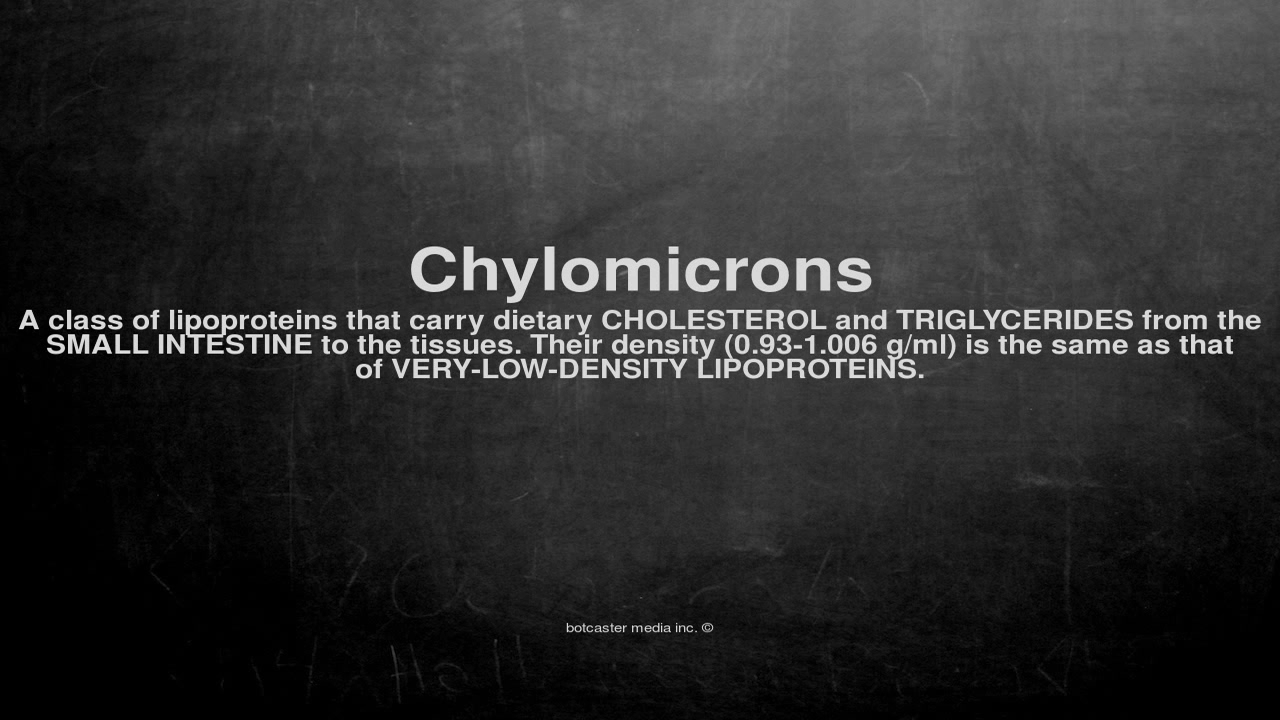 Chylomicrons
A class of lipoproteins that carry dietary CHOLESTEROL and TRIGLYCERIDES from the
SMALL INTESTINE to the tissues. Their density (0.93-1.006 g/ml) is the same as that
of VERY-LOW-DENSITY LIPOPROTEINS.
botcaster media inc. ©